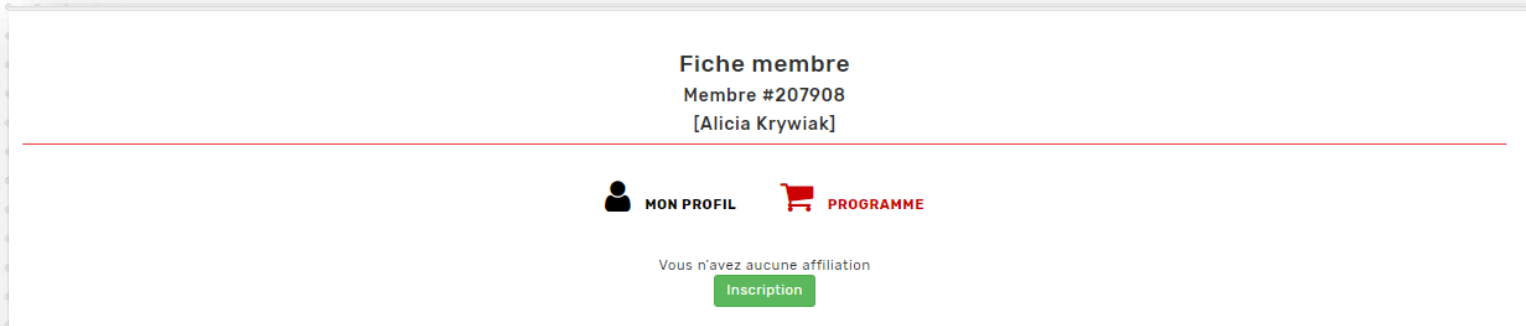 Fiche membre
Membre #207908
[Alicia Krywiak]
MON PROFIL PROGRAMME
Vous n'avez aucune affiliation
Inscription